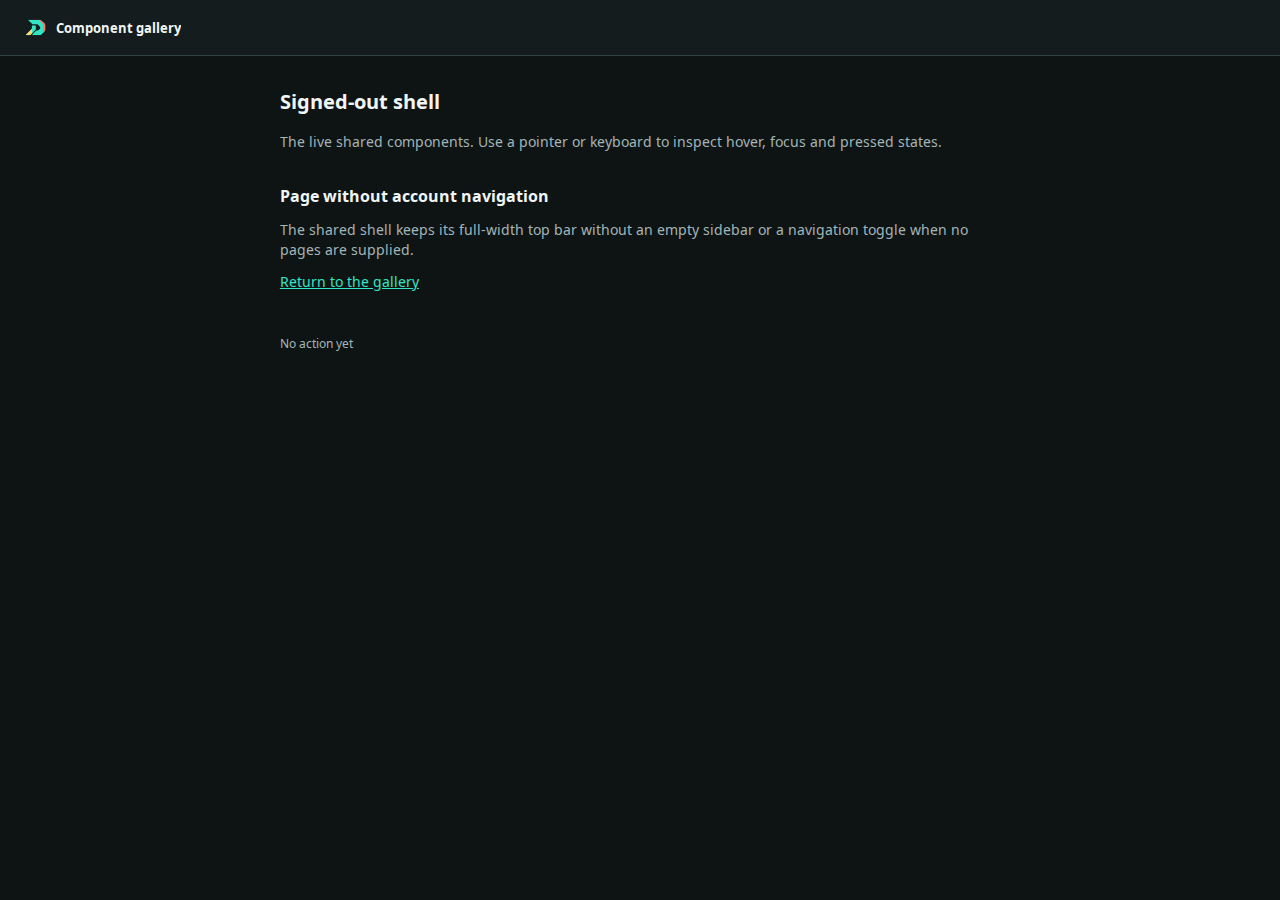 Component gallery
Signed-out shell
The live shared components. Use a pointer or keyboard to inspect hover, focus and pressed states.
Page without account navigation
The shared shell keeps its full-width top bar without an empty sidebar or a navigation toggle when no
pages are supplied.
Return to the gallery
No action yet